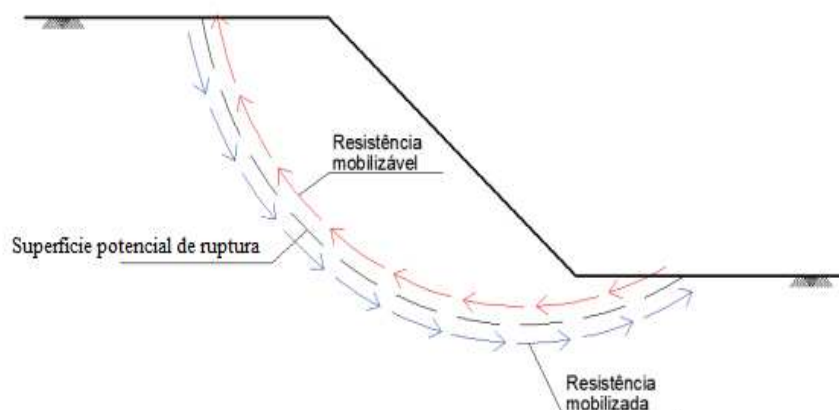 Resistência
mobilizável
Superfície potencial de ruptura
Resistência
mobilizada